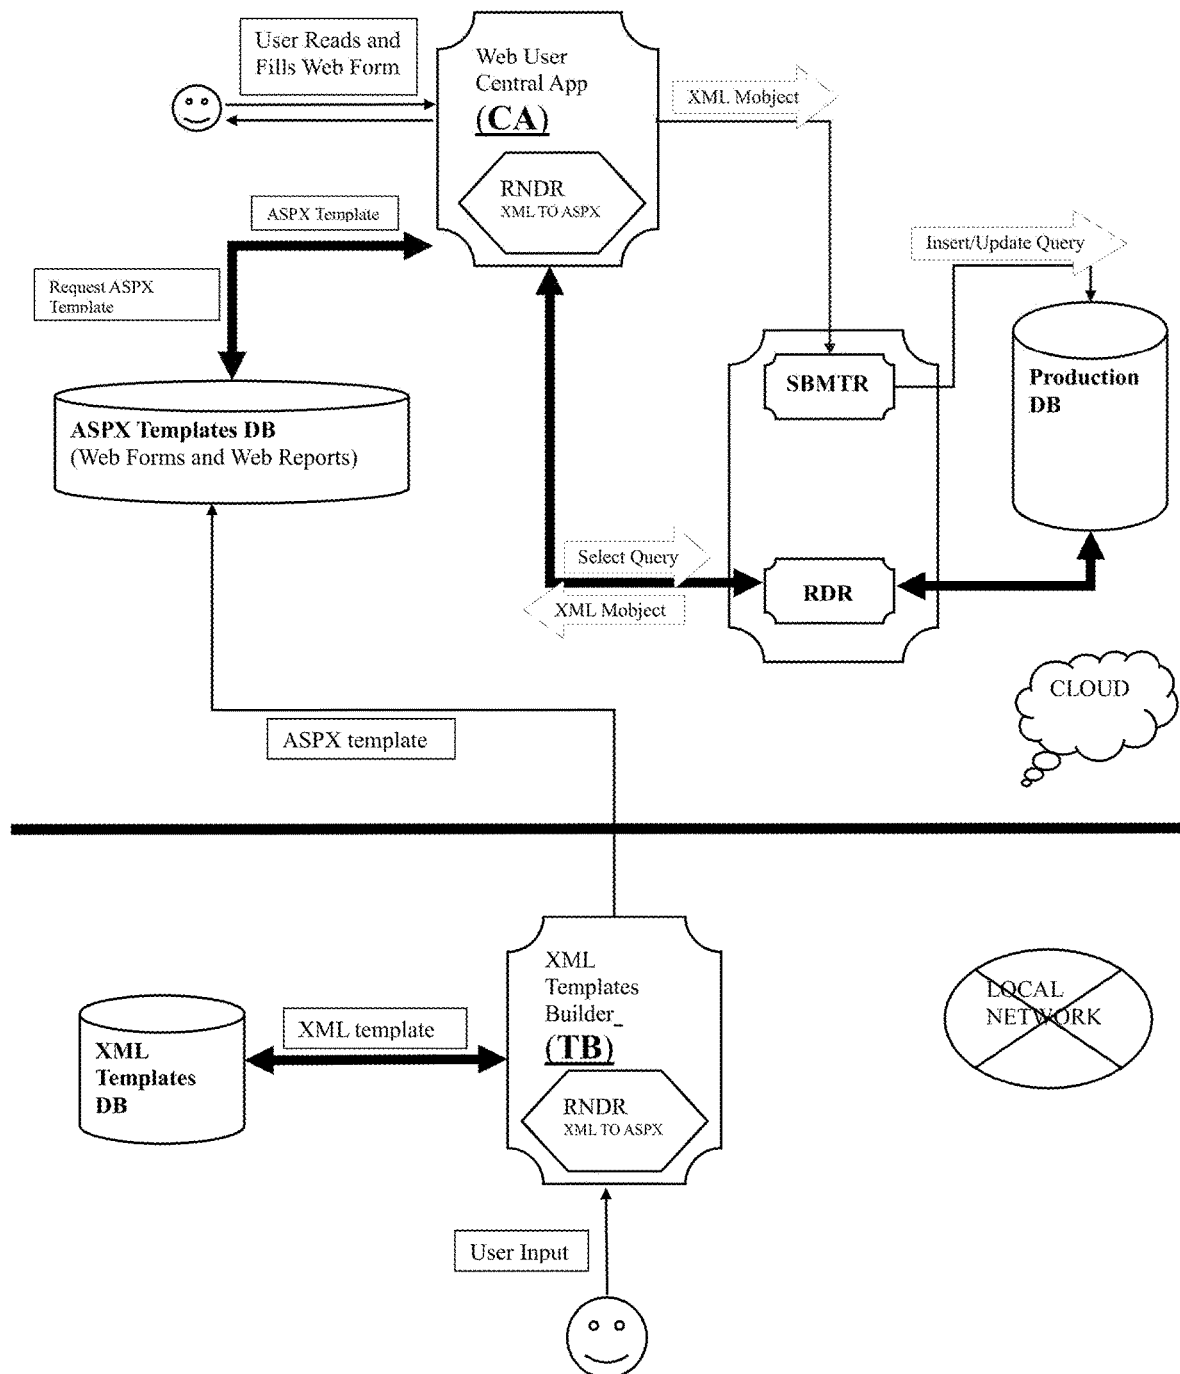 User Reads and
Fills Web Form
Web User
Central App
(CA)
XML Mobject
RNDR
XML TO ASPX
ASPX Template
Insert/Update Query
Request ASPX
Template
SBMTR
Production
DB
ASPX Templates DB
(Web Forms and Web Reports)
Select Query
XML Mobject
RDR
CLOUD
ASPX template
XML
Templates
Builder_
(TB)
LOCAL
NETWORK
XML template
XML
Templates
DB
RNDR
XML TO ASPX
User Input